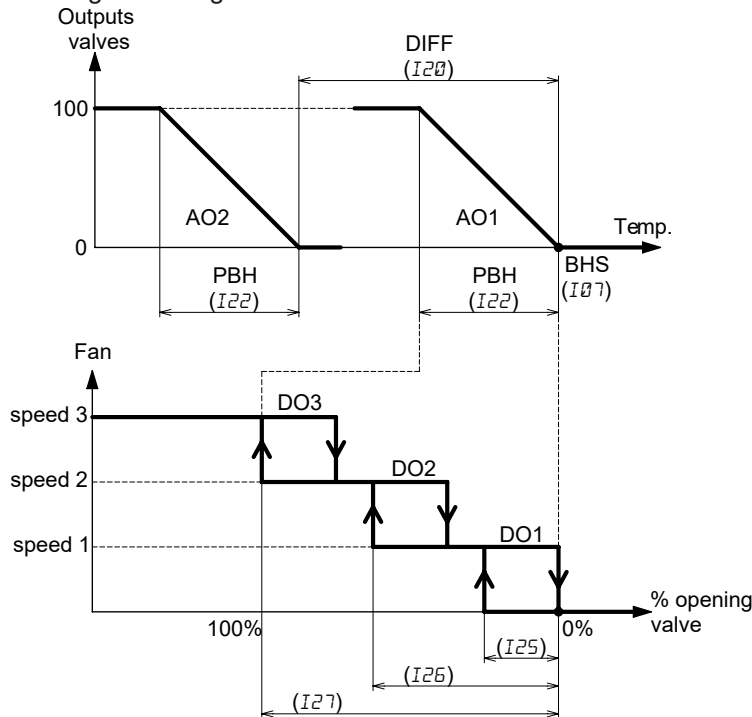 Outputs
valves
DIFF
(I20)
100
AO2
AO1
Temp.
0
PBH
(I22)
PBH
(I22)
BHS
(I07)
Fan
speed 3
DO3
speed 2
DO2
speed 1
DO1
100%
0%
% opening
valve
(I25)
(I26)
(I27)